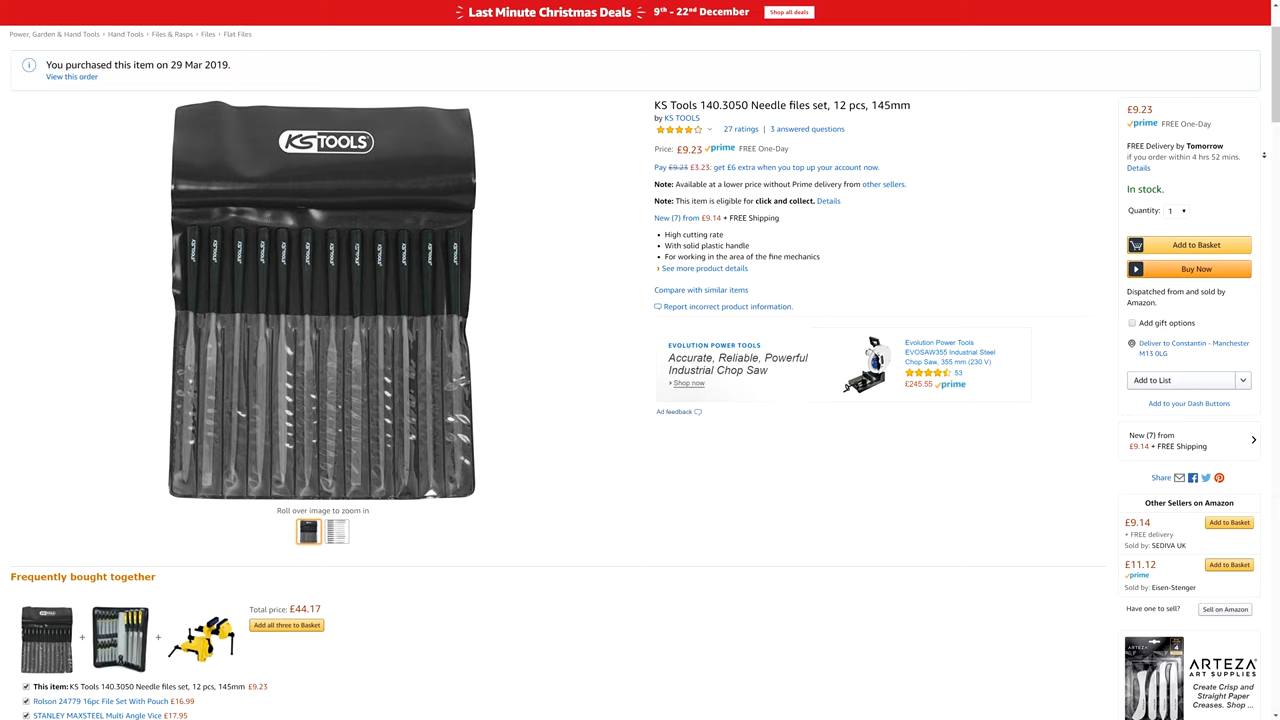 Last Minute Christmas Deals 9th - 22nd December Shop all deals
Power, Garden & Hand Tools › Hand Tools › Files & Rasps › Files › Flat Files
i You purchased this item on 29 Mar 2019.
View this order
KS TOOLS
Roll over image to zoom in
KS Tools 140.3050 Needle files set, 12 pcs, 145mm
by KS TOOLS
27 ratings | 3 answered questions
Price: £9.23 prime FREE One-Day
Pay £9.23 £3.23: get £6 extra when you top up your account now.
Note: Available at a lower price without Prime delivery from other sellers.
Note: This item is eligible for click and collect. Details
New (7) from £9.14 + FREE Shipping
• High cutting rate
• With solid plastic handle
• For working in the area of the fine mechanics
› See more product details
Compare with similar items
Report incorrect product information.
EVOLUTION POWER TOOLS
Accurate, Reliable, Powerful
Industrial Chop Saw
› Shop now
Evolution Power Tools
EVOSAW355 Industrial Steel
Chop Saw, 355 mm (230 V)
53
£245.55 prime
Ad feedback
£9.23
prime FREE One-Day
FREE Delivery by Tomorrow
if you order within 4 hrs 52 mins.
Details
In stock.
Quantity: 1
Add to Basket
Buy Now
Dispatched from and sold by
Amazon.
Add gift options
Deliver to Constantin - Manchester
M13 0LG
Add to List
Add to your Dash Buttons
New (7) from
£9.14 + FREE Shipping
Share
Other Sellers on Amazon
£9.14 Add to Basket
+ FREE delivery
Sold by: SEDIVA UK
£11.12 Add to Basket
prime
Sold by: Eisen-Stenger
Have one to sell? Sell on Amazon
ARTEZA
4
ARTEZA
ART SUPPLIES
Create Crisp and
Straight Paper
Creases. Shop ...
Frequently bought together
+ +
Total price: £44.17
Add all three to Basket
This item: KS Tools 140.3050 Needle files set, 12 pcs, 145mm £9.23
Rolson 24779 16pc File Set With Pouch £16.99
STANLEY MAXSTEEL Multi Angle Vice £17.95